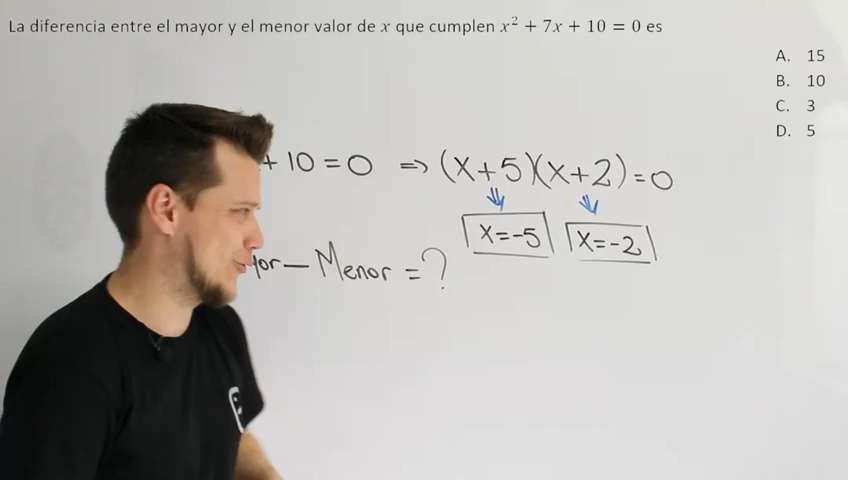 La diferencia entre el mayor y el menor valor de x que cumplen x² + 7x + 10 = 0 es
A. 15
B. 10
C. 3
D. 5
+ 10 = 0 ⇒ (x+5)(x+2) = 0
x=-5 x=-2
yor — Menor = ?